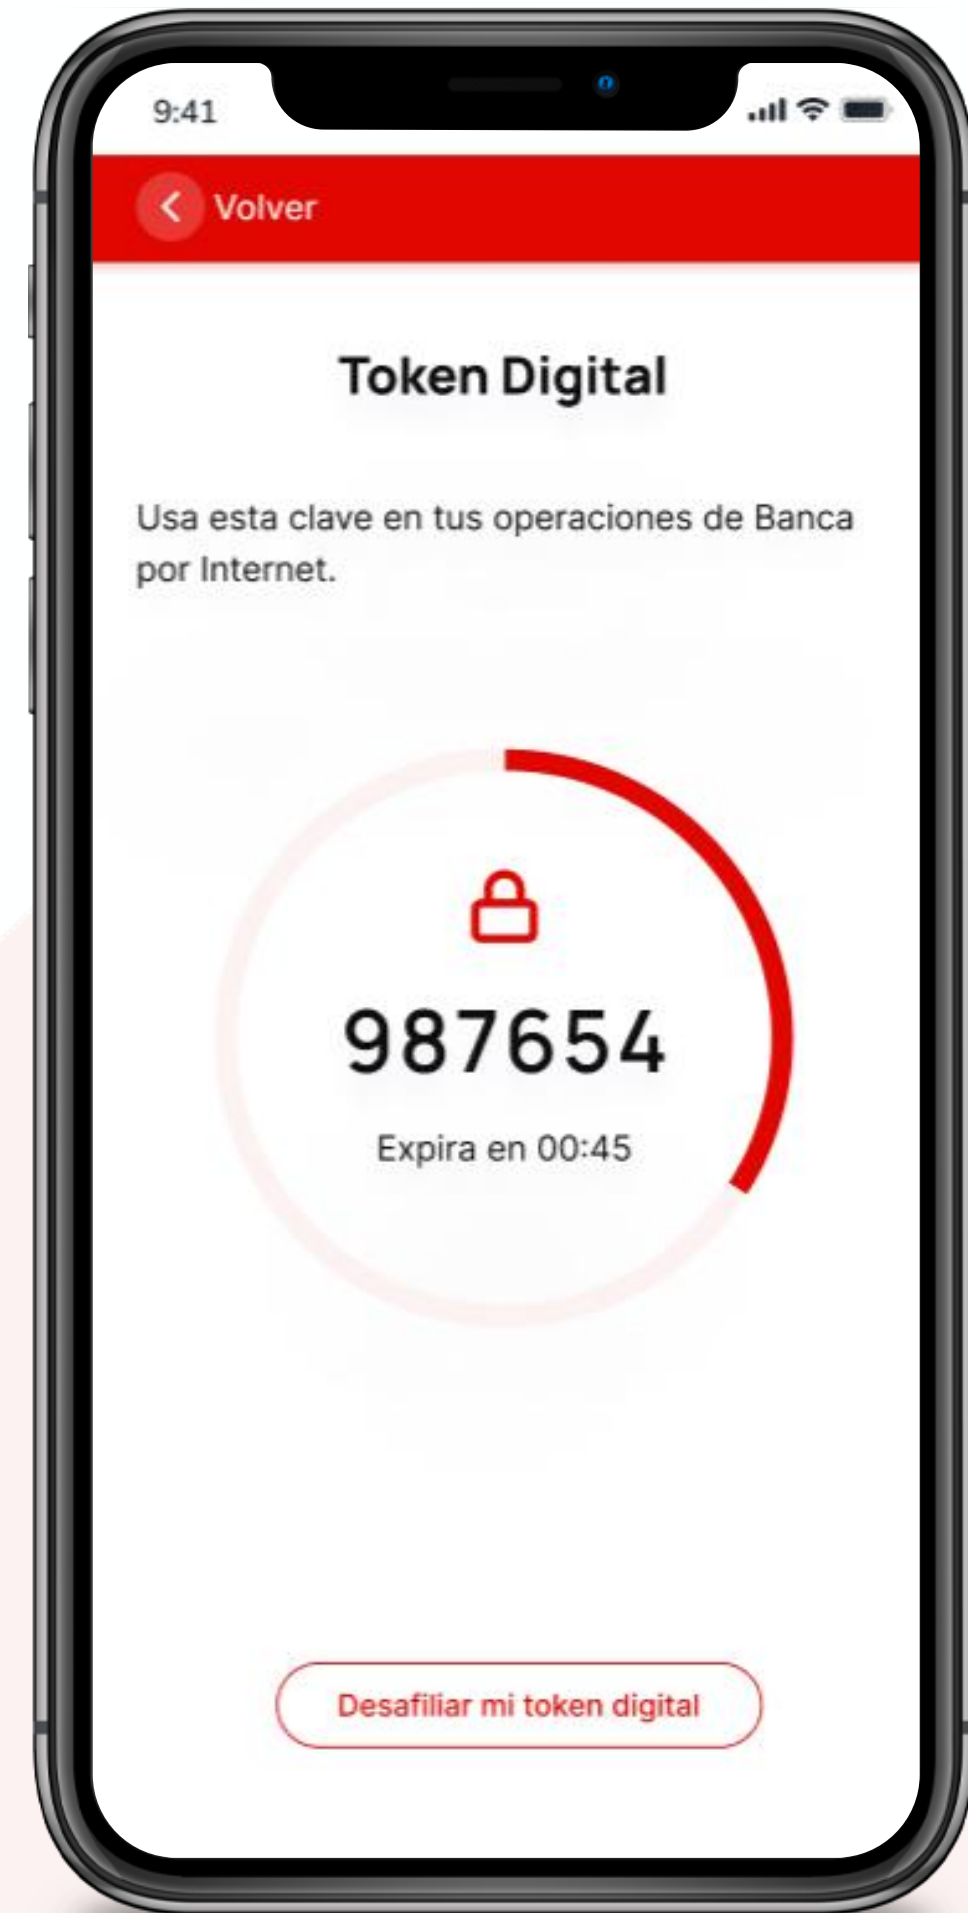 9:41
Volver
Token Digital
Usa esta clave en tus operaciones de Banca
por Internet.
987654
Expira en 00:45
Desafiliar mi token digital